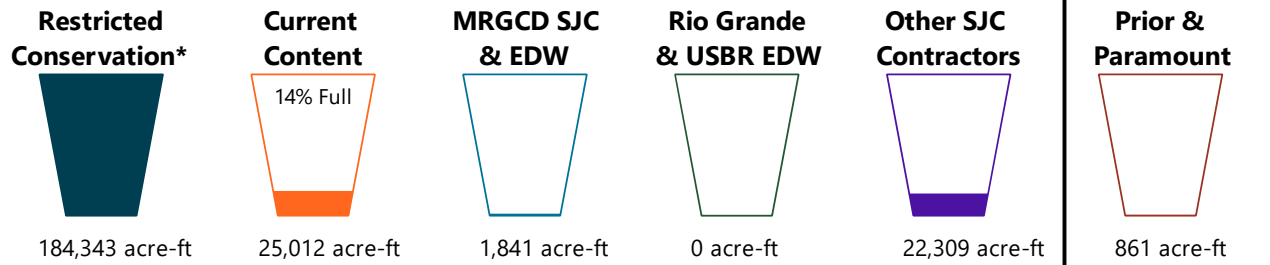 Restricted
Conservation*
Current
Content
MRGCD SJC
& EDW
Rio Grande
& USBR EDW
Other SJC
Contractors
Prior &
Paramount
14% Full
184,343 acre-ft
25,012 acre-ft
1,841 acre-ft
0 acre-ft
22,309 acre-ft
861 acre-ft